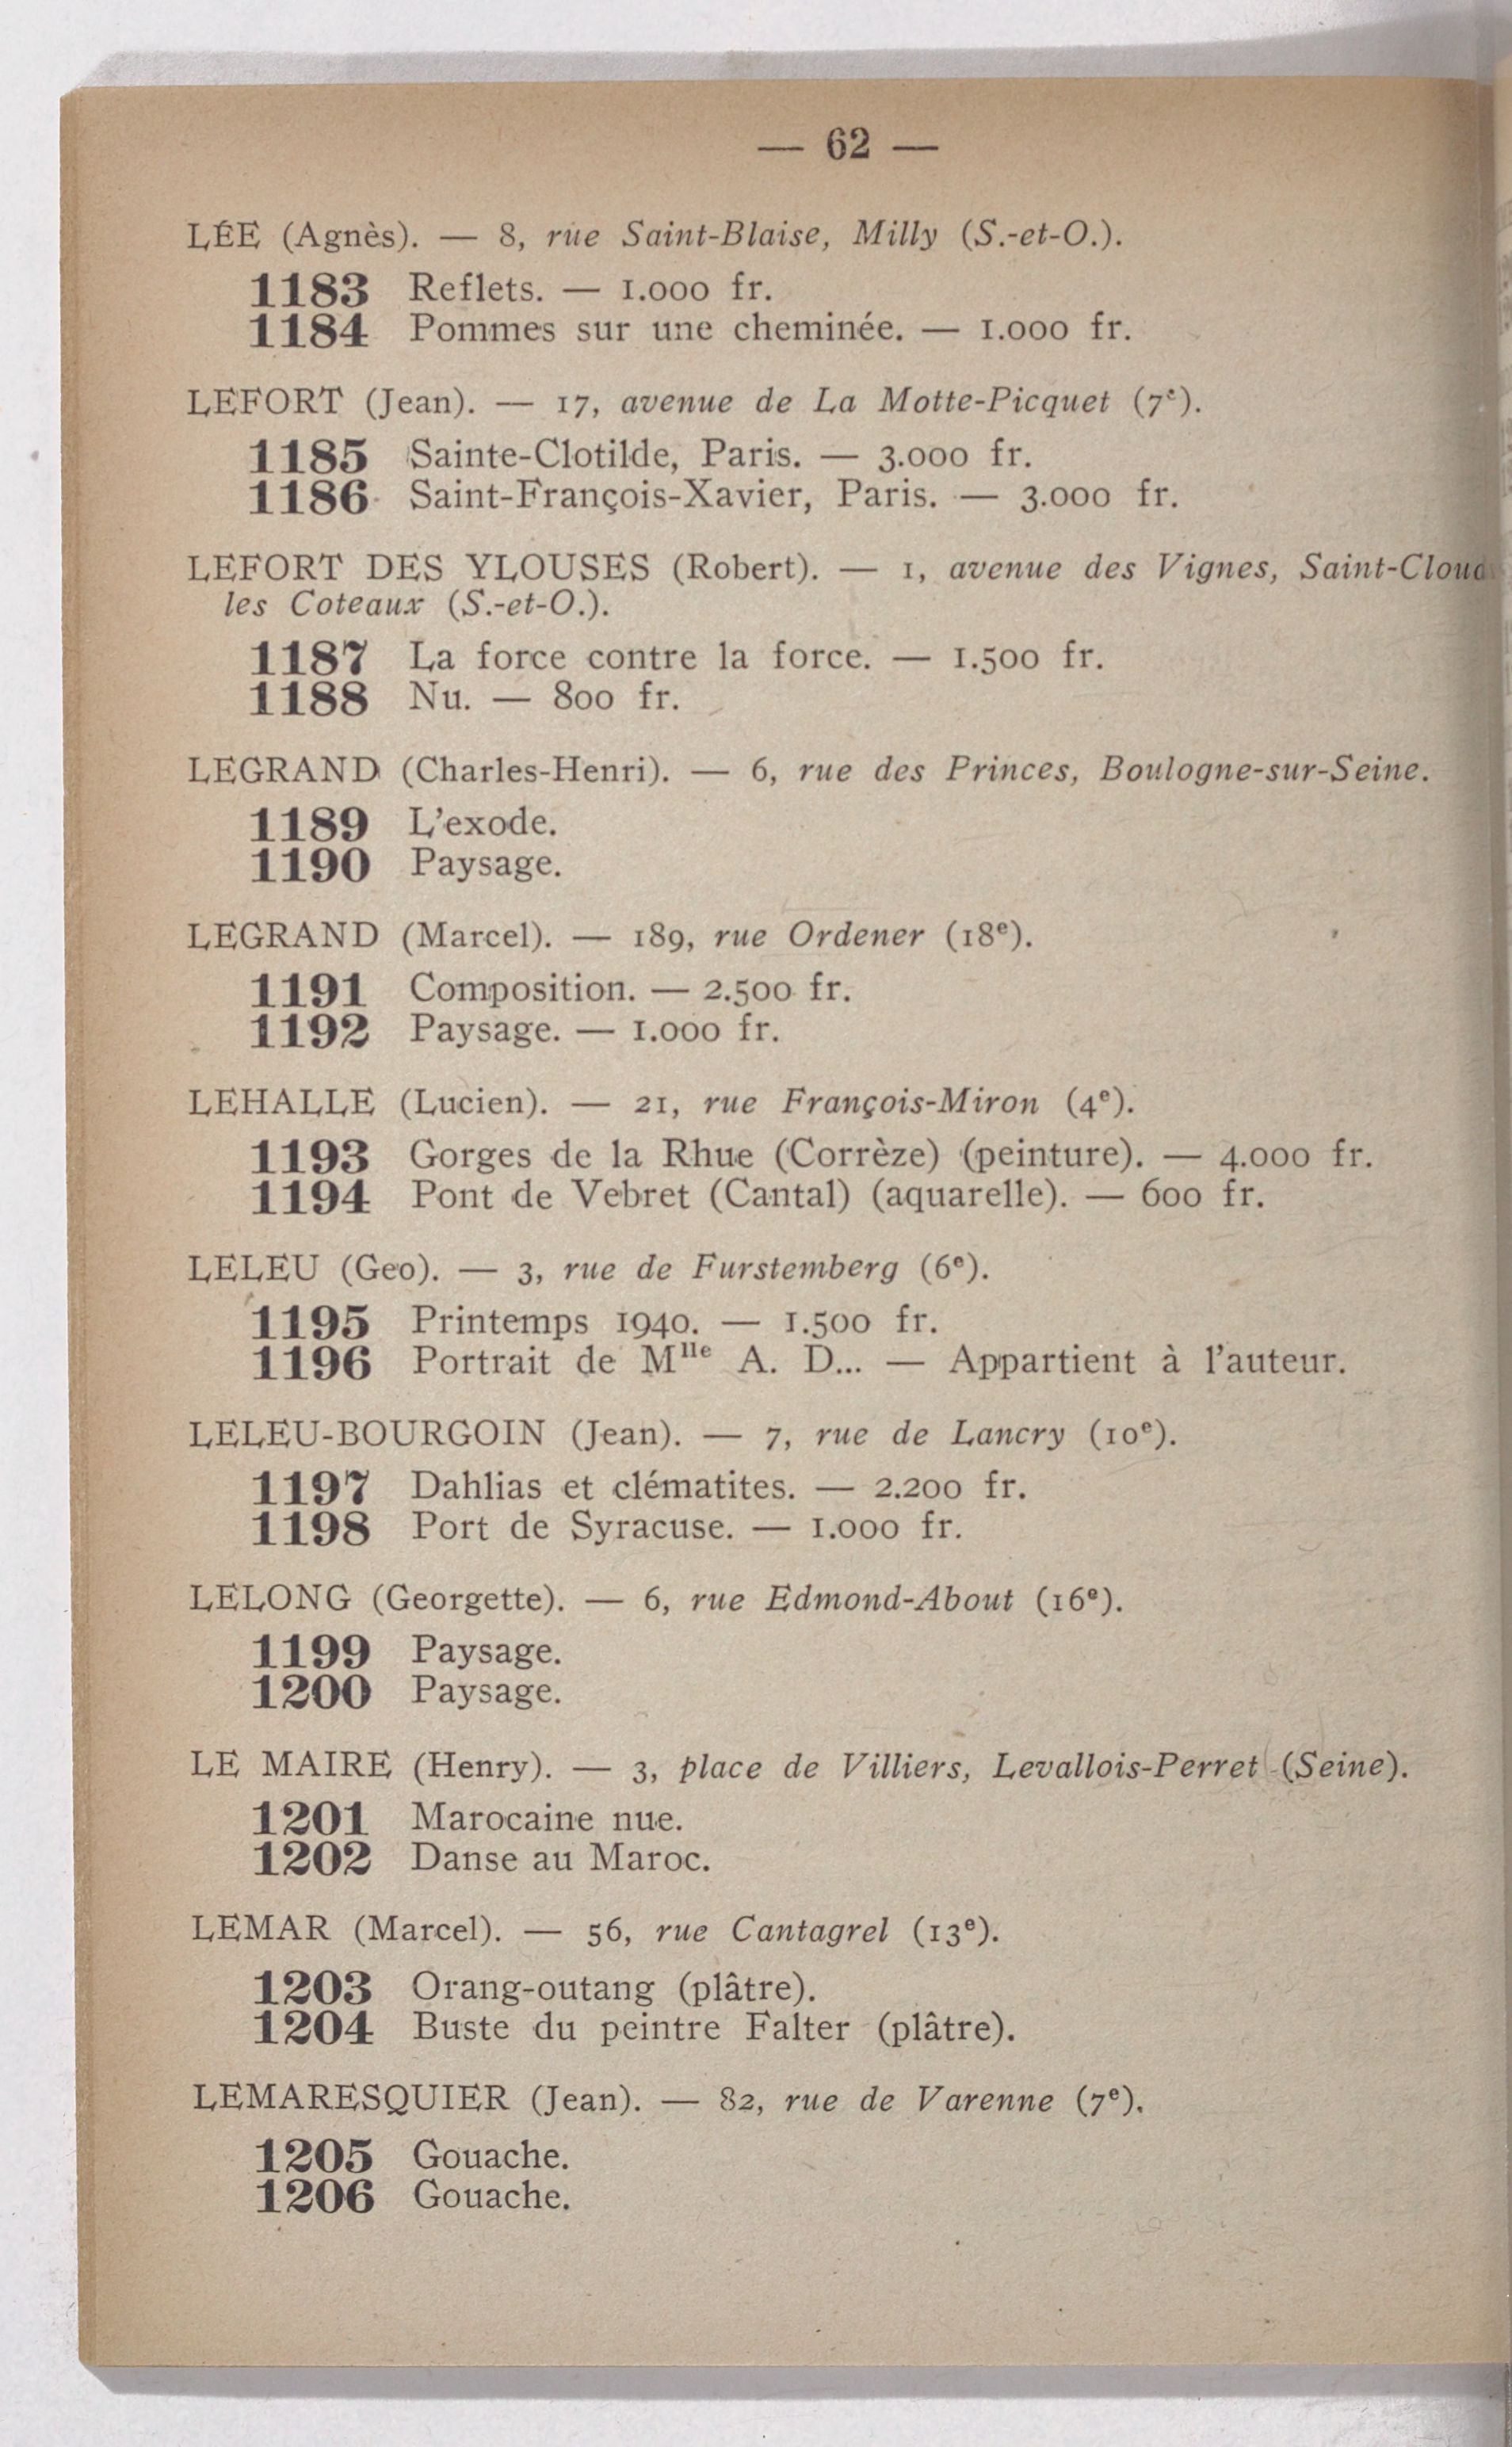 — 62 —
LÉE (Agnès). — 8, rue Saint-Blaise, Milly (S.-et-O.).
1183 Reflets. — 1.000 fr.
1184 Pommes sur une cheminée. — 1.000 fr.
LEFORT (Jean). — 17, avenue de La Motte-Picquet (7e).
1185 Sainte-Clotilde, Paris. — 3.000 fr.
1186 Saint-François-Xavier, Paris. — 3.000 fr.
LEFORT DES YLOUSES (Robert). — 1, avenue des Vignes, Saint-Cloud
les Coteaux (S.-et-O.).
1187 La force contre la force. — 1.500 fr.
1188 Nu. — 800 fr.
LEGRAND (Charles-Henri). — 6, rue des Princes, Boulogne-sur-Seine.
1189 L'exode.
1190 Paysage.
LEGRAND (Marcel). — 189, rue Ordener (18e).
1191 Composition. — 2.500 fr.
1192 Paysage. — 1.000 fr.
LEHALLE (Lucien). — 21, rue François-Miron (4e).
1193 Gorges de la Rhue (Corrèze) (peinture). — 4.000 fr.
1194 Pont de Vebret (Cantal) (aquarelle). — 600 fr.
LELEU (Geo). — 3, rue de Furstemberg (6e).
1195 Printemps 1940. — 1.500 fr.
1196 Portrait de Mlle A. D... — Appartient à l'auteur.
LELEU-BOURGOIN (Jean). — 7, rue de Lancry (10e).
1197 Dahlias et clématites. — 2.200 fr.
1198 Port de Syracuse. — 1.000 fr.
LELONG (Georgette). — 6, rue Edmond-About (16e).
1199 Paysage.
1200 Paysage.
LE MAIRE (Henry). — 3, place de Villiers, Levallois-Perret (Seine).
1201 Marocaine nue.
1202 Danse au Maroc.
LEMAR (Marcel). — 56, rue Cantagrel (13e).
1203 Orang-outang (plâtre).
1204 Buste du peintre Falter (plâtre).
LEMARESQUIER (Jean). — 82, rue de Varenne (7e).
1205 Gouache.
1206 Gouache.